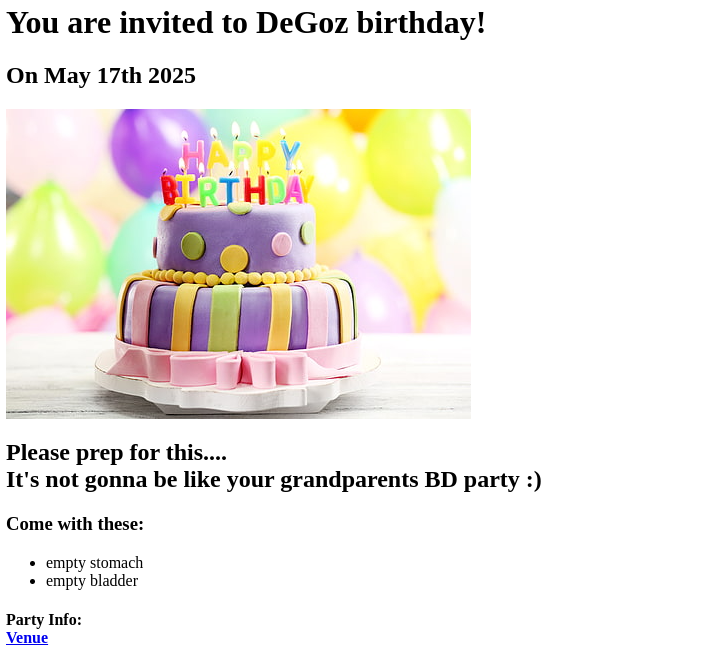 You are invited to DeGoz birthday!
On May 17th 2025
HAPPY
BIRTHDAY
Please prep for this....
It's not gonna be like your grandparents BD party :)
Come with these:
empty stomach
empty bladder
Party Info:
Venue